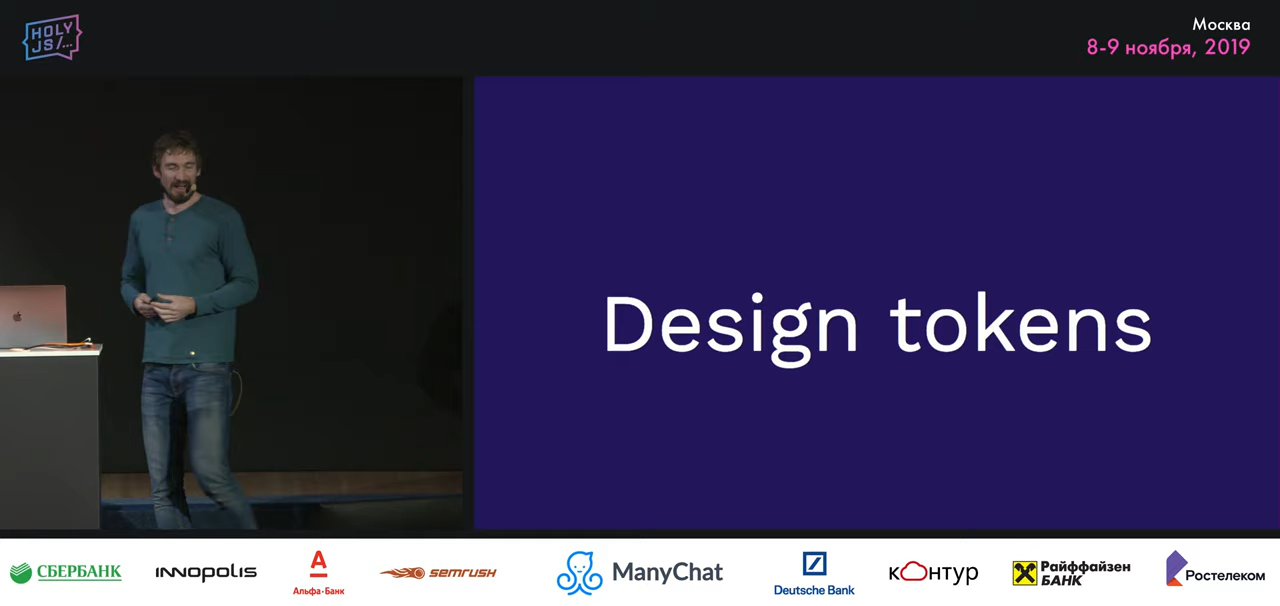 HOLY
JS/...
Москва
8-9 ноября, 2019
Design tokens
СБЕРБАНК
INNOPOLIS
А
Альфа·Банк
semrush
ManyChat
Deutsche Bank
кОнтур
Райффайзен
БАНК
Ростелеком